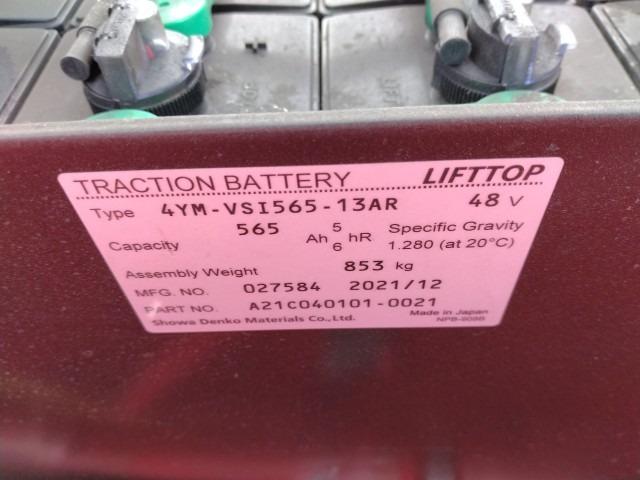 TRACTION BATTERY LIFTTOP
Type 4YM-VSI565-13AR 48 V
Capacity 565 Ah 5 6 hR Specific Gravity
1.280 (at 20°C)
Assembly Weight 853 kg
MFG. NO. 027584 2021/12
PART NO. A21C040101-0021 Made in Japan
Showa Denko Materials Co.,Ltd.